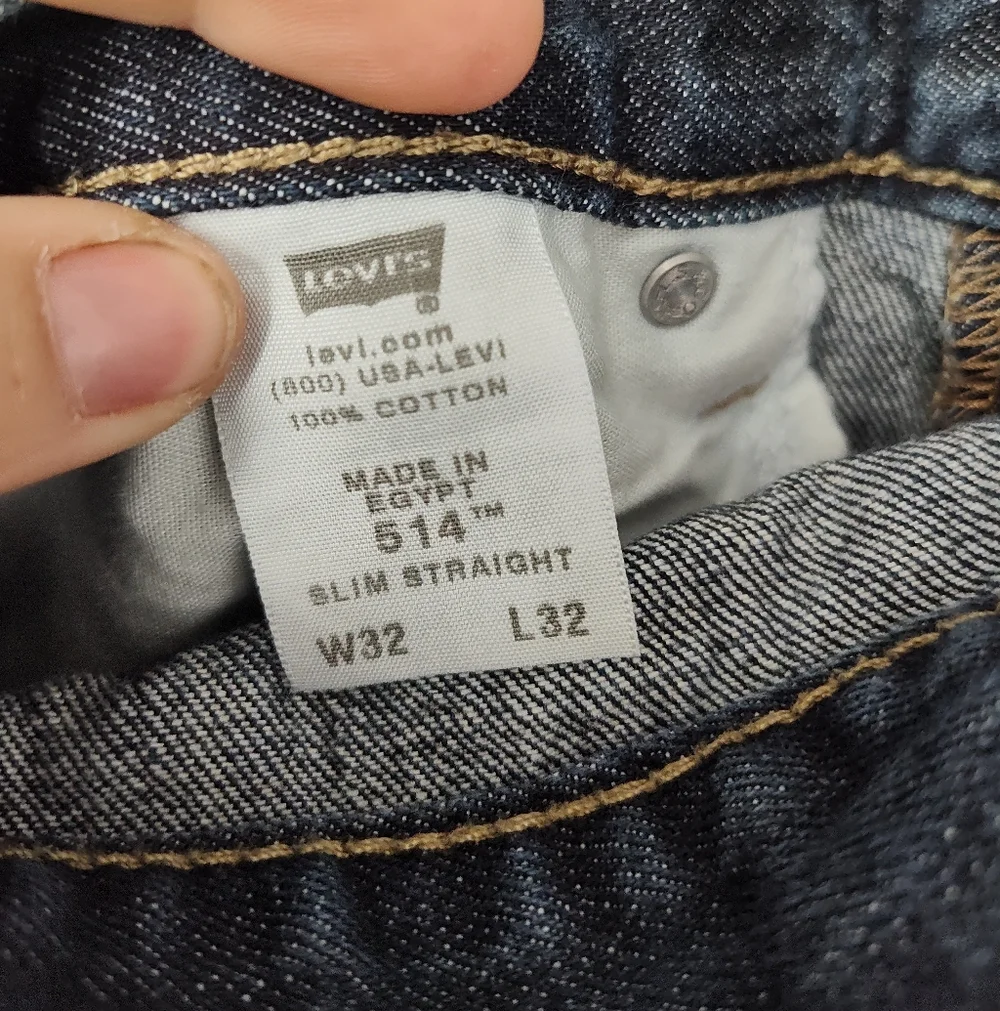 Levi's
®
levi.com
(800) USA-LEVI
100% COTTON
MADE IN
EGYPT
514™
SLIM STRAIGHT
W32 L32